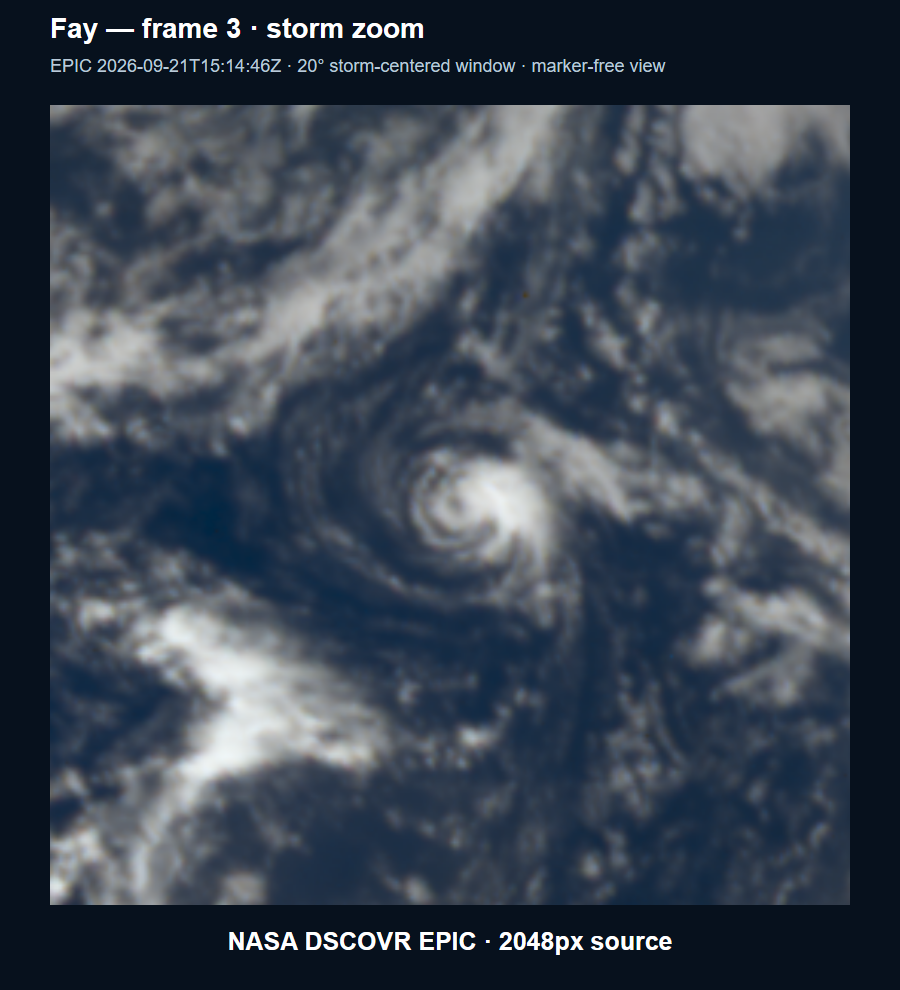 Fay — frame 3 · storm zoom
EPIC 2026-09-21T15:14:46Z · 20° storm-centered window · marker-free view
NASA DSCOVR EPIC · 2048px source